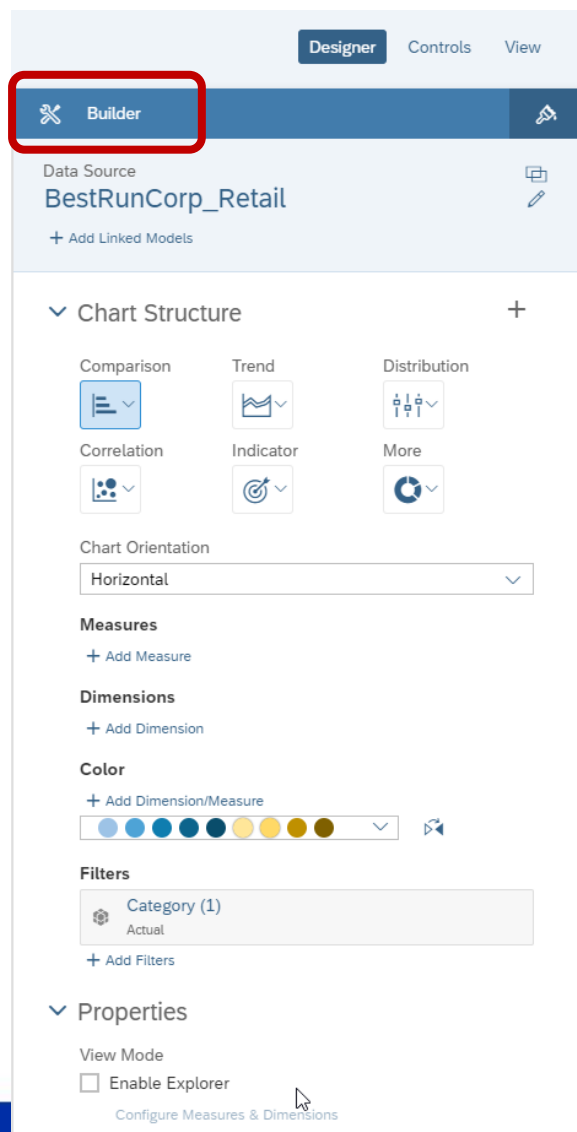 Designer Controls View
Builder
Data Source
BestRunCorp_Retail
+ Add Linked Models
Chart Structure
Comparison Trend Distribution
Correlation Indicator More
Chart Orientation
Horizontal
Measures
+ Add Measure
Dimensions
+ Add Dimension
Color
+ Add Dimension/Measure
Filters
Category (1)
Actual
+ Add Filters
Properties
View Mode
Enable Explorer
Configure Measures & Dimensions